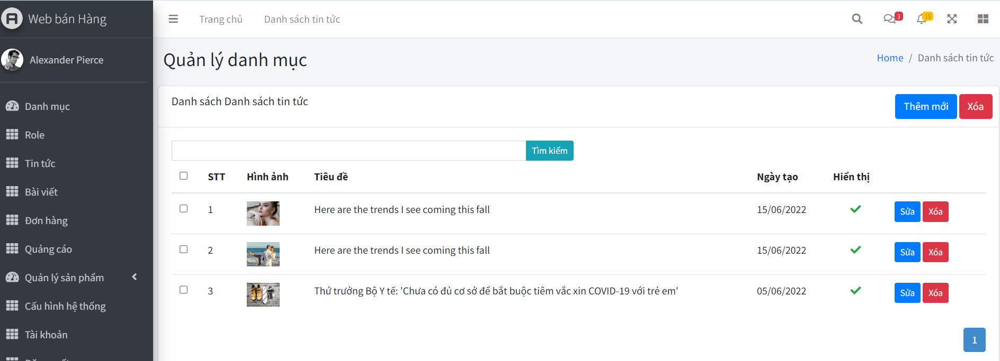 Web bán Hàng
Trang chủ
Danh sách tin tức
3
15
Alexander Pierce
Danh mục
Role
Tin tức
Bài viết
Đơn hàng
Quảng cáo
Quản lý sản phẩm
Cấu hình hệ thống
Tài khoản
Quản lý danh mục
Home / Danh sách tin tức
Danh sách Danh sách tin tức
Thêm mới Xóa
Tìm kiếm
STT Hình ảnh Tiêu đề Ngày tạo Hiển thị
1 Here are the trends I see coming this fall 15/06/2022 Sửa Xóa
2 Here are the trends I see coming this fall 15/06/2022 Sửa Xóa
3 Thứ trưởng Bộ Y tế: 'Chưa có đủ cơ sở để bắt buộc tiêm vắc xin COVID-19 với trẻ em' 05/06/2022 Sửa Xóa
1